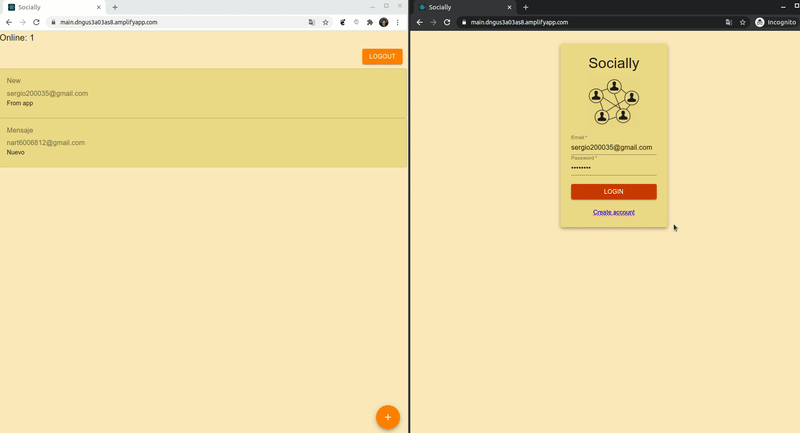 Socially
main.dngus3a03as8.amplifyapp.com
Online: 1
LOGOUT
New
sergio200035@gmail.com
From app
Mensaje
nart6006812@gmail.com
Nuevo
+
Socially
main.dngus3a03as8.amplifyapp.com
Incognito
Socially
Email *
sergio200035@gmail.com
Password *
••••••••
LOGIN
Create account